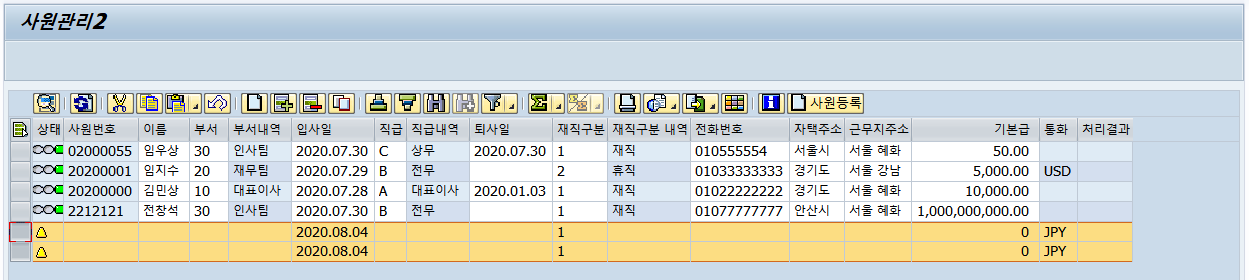 사원관리2
사원등록
상태 사원번호 이름 부서 부서내역 입사일 직급 직급내역 퇴사일 재직구분 재직구분 내역 전화번호 자택주소 근무지주소 기본급 통화 처리결과
02000055 임우상 30 인사팀 2020.07.30 C 상무 2020.07.30 1 재직 010555554 서울시 서울 혜화 50.00
20200001 임지수 20 재무팀 2020.07.29 B 전무 2 휴직 01033333333 경기도 서울 강남 5,000.00 USD
20200000 김민상 10 대표이사 2020.07.28 A 대표이사 2020.01.03 1 재직 01022222222 경기도 서울 혜화 10,000.00
2212121 전창석 30 인사팀 2020.07.30 B 전무 1 재직 01077777777 안산시 서울 혜화 1,000,000,000.00
2020.08.04 1 0 JPY
2020.08.04 1 0 JPY